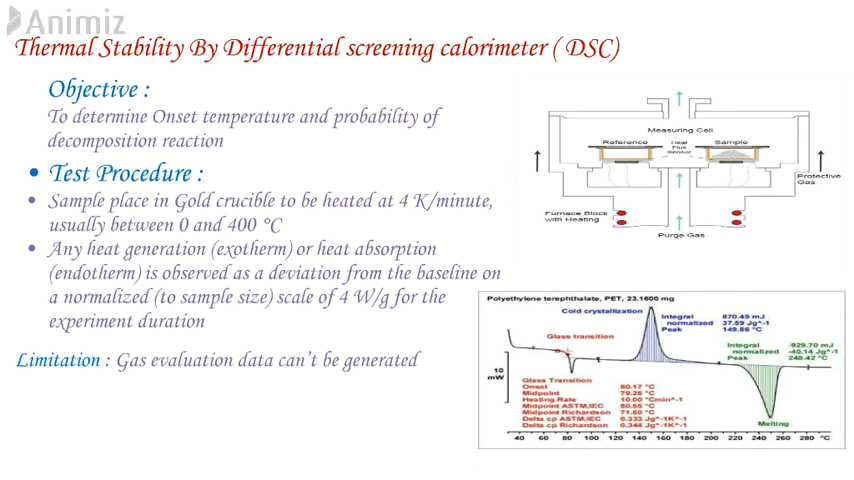 Animiz
Thermal Stability By Differential screening calorimeter ( DSC)
Objective :
To determine Onset temperature and probability of
decomposition reaction
• Test Procedure :
• Sample place in Gold crucible to be heated at 4 K/minute,
usually between 0 and 400 °C
• Any heat generation (exotherm) or heat absorption
(endotherm) is observed as a deviation from the baseline on
a normalized (to sample size) scale of 4 W/g for the
experiment duration
Limitation : Gas evaluation data can't be generated
Measuring Cell
Reference
Heat
Flux
Sensor
Sample
Protective
Gas
Furnace Block
with Heating
Purge Gas
Polyethylene terephthalate, PET, 23.1600 mg
Cold crystallization
Integral 870.49 mJ
normalized 37.59 Jg^-1
Peak 149.86 °C
Glass transition
Integral -929.70 mJ
normalized -40.14 Jg^-1
Peak 248.42 °C
10
mW
Glass Transition
Onset 80.17 °C
Midpoint 79.26 °C
Heating Rate 10.00 °Cmin^-1
Midpoint ASTM,IEC 80.55 °C
Midpoint Richardson 71.50 °C
Delta cp ASTM,IEC 0.333 Jg^-1K^-1
Delta cp Richardson 0.344 Jg^-1K^-1
Melting
40 60 80 100 120 140 160 180 200 220 240 260 280 °C